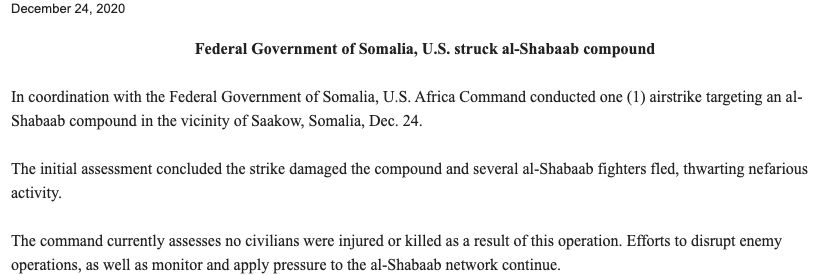 December 24, 2020
Federal Government of Somalia, U.S. struck al-Shabaab compound
In coordination with the Federal Government of Somalia, U.S. Africa Command conducted one (1) airstrike targeting an al-
Shabaab compound in the vicinity of Saakow, Somalia, Dec. 24.
The initial assessment concluded the strike damaged the compound and several al-Shabaab fighters fled, thwarting nefarious
activity.
The command currently assesses no civilians were injured or killed as a result of this operation. Efforts to disrupt enemy
operations, as well as monitor and apply pressure to the al-Shabaab network continue.